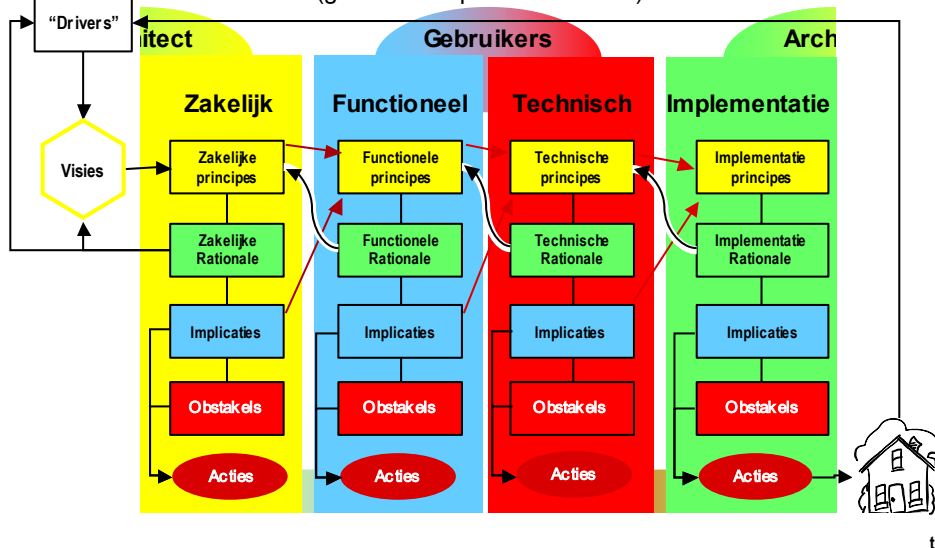 "Drivers"
itect
Gebruikers
Arch
Zakelijk
Functioneel
Technisch
Implementatie
Visies
Zakelijke
principes
Functionele
principes
Technische
principes
Implementatie
principes
Zakelijke
Rationale
Functionele
Rationale
Technische
Rationale
Implementatie
Rationale
Implicaties
Implicaties
Implicaties
Implicaties
Obstakels
Obstakels
Obstakels
Obstakels
Acties
Acties
Acties
Acties
t